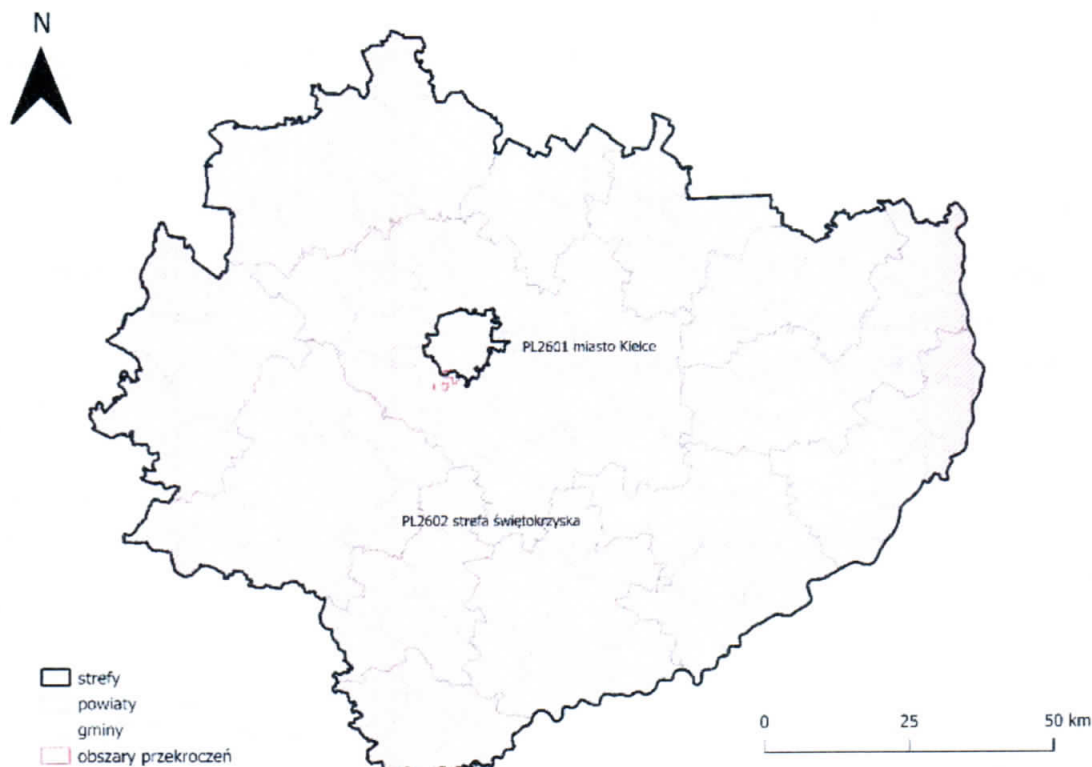 N
PL2601 miasto Kielce
PL2602 strefa świętokrzyska
strefy
powiaty
gminy
obszary przekroczeń
0 25 50 km